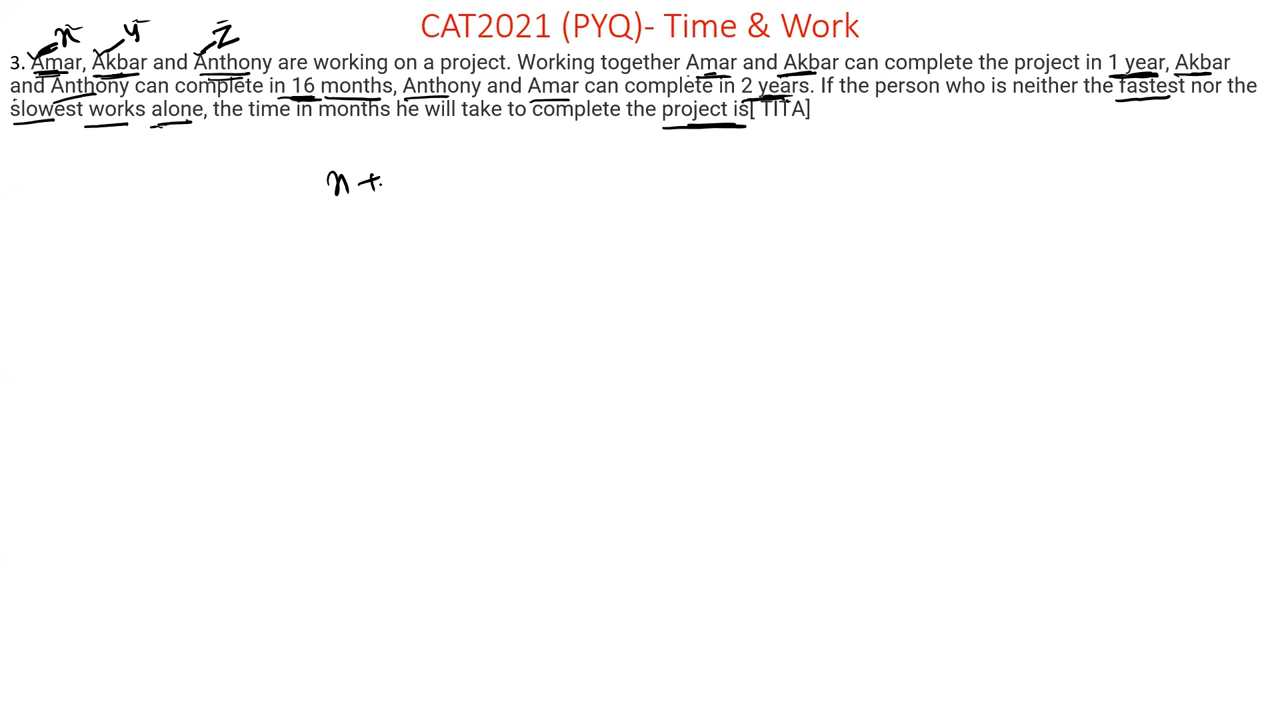 CAT2021 (PYQ)- Time & Work
x y z
3. Amar, Akbar and Anthony are working on a project. Working together Amar and Akbar can complete the project in 1 year, Akbar
and Anthony can complete in 16 months, Anthony and Amar can complete in 2 years. If the person who is neither the fastest nor the
slowest works alone, the time in months he will take to complete the project is[ TITA]
x +